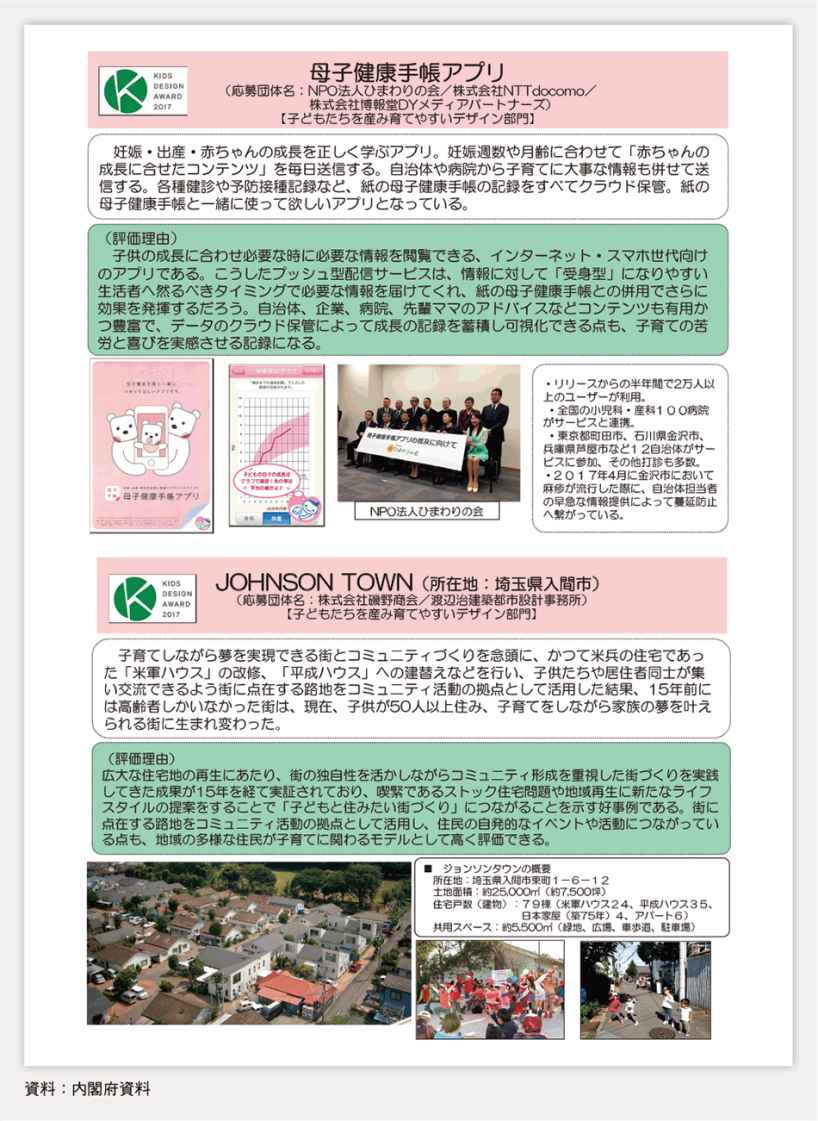 KIDS
DESIGN
AWARD
2017
母子健康手帳アプリ
（応募団体名：NPO法人ひまわりの会／株式会社NTTdocomo／
株式会社博報堂DYメディアパートナーズ）
【子どもたちを産み育てやすいデザイン部門】
妊娠・出産・赤ちゃんの成長を正しく学ぶアプリ。妊娠週数や月齢に合わせて「赤ちゃんの
成長に合せたコンテンツ」を毎日送信する。自治体や病院から子育てに大事な情報も併せて送
信する。各種健診や予防接種記録など、紙の母子健康手帳の記録をすべてクラウド保管。紙の
母子健康手帳と一緒に使って欲しいアプリとなっている。
（評価理由）
子供の成長に合わせ必要な時に必要な情報を閲覧できる、インターネット・スマホ世代向け
のアプリである。こうしたプッシュ型配信サービスは、情報に対して「受身型」になりやすい
生活者へ然るべきタイミングで必要な情報を届けてくれ、紙の母子健康手帳との併用でさらに
効果を発揮するだろう。自治体、企業、病院、先輩ママのアドバイスなどコンテンツも有用か
つ豊富で、データのクラウド保管によって成長の記録を蓄積し可視化できる点も、子育ての苦
労と喜びを実感させる記録になる。
母子健康手帳と一緒に
つかってほしいアプリです。
母子健康手帳アプリ
子どもの日々の成長は
グラフで確認！
母子健康手帳アプリの普及に向けて
NPO法人ひまわりの会
・リリースからの半年間で2万人以
上のユーザーが利用。
・全国の小児科・産科１００病院
がサービスと連携。
・東京都町田市、石川県金沢市、
兵庫県芦屋市など１２自治体がサー
ビスに参加、その他打診も多数。
・２０１７年4月に金沢市において
麻疹が流行した際に、自治体担当者
の早急な情報提供によって蔓延防止
へ繋がっている。
KIDS
DESIGN
AWARD
2017
JOHNSON TOWN（所在地：埼玉県入間市）
（応募団体名：株式会社磯野商会／渡辺治建築都市設計事務所）
【子どもたちを産み育てやすいデザイン部門】
子育てしながら夢を実現できる街とコミュニティづくりを念頭に、かつて米兵の住宅であっ
た「米軍ハウス」の改修、「平成ハウス」への建替えなどを行い、子供たちや居住者同士が集
い交流できるよう街に点在する路地をコミュニティ活動の拠点として活用した結果、15年前に
は高齢者しかいなかった街は、現在、子供が50人以上住み、子育てをしながら家族の夢を叶え
られる街に生まれ変わった。
（評価理由）
広大な住宅地の再生にあたり、街の独自性を活かしながらコミュニティ形成を重視した街づくりを実践
してきた成果が15年を経て実証されており、喫緊であるストック住宅問題や地域再生に新たなライフ
スタイルの提案をすることで「子どもと住みたい街づくり」につながることを示す好事例である。街に
点在する路地をコミュニティ活動の拠点として活用し、住民の自発的なイベントや活動につながってい
る点も、地域の多様な住民が子育てに関わるモデルとして高く評価できる。
■　ジョンソンタウンの概要
所在地：埼玉県入間市東町１－６－１２
土地面積：約25,000㎡（約7,500坪）
住宅戸数（建物）：７９棟（米軍ハウス２４、平成ハウス３５、
日本家屋（築75年）４、アパート６）
共用スペース：約5,500㎡（緑地、広場、車歩道、駐車場）
資料：内閣府資料